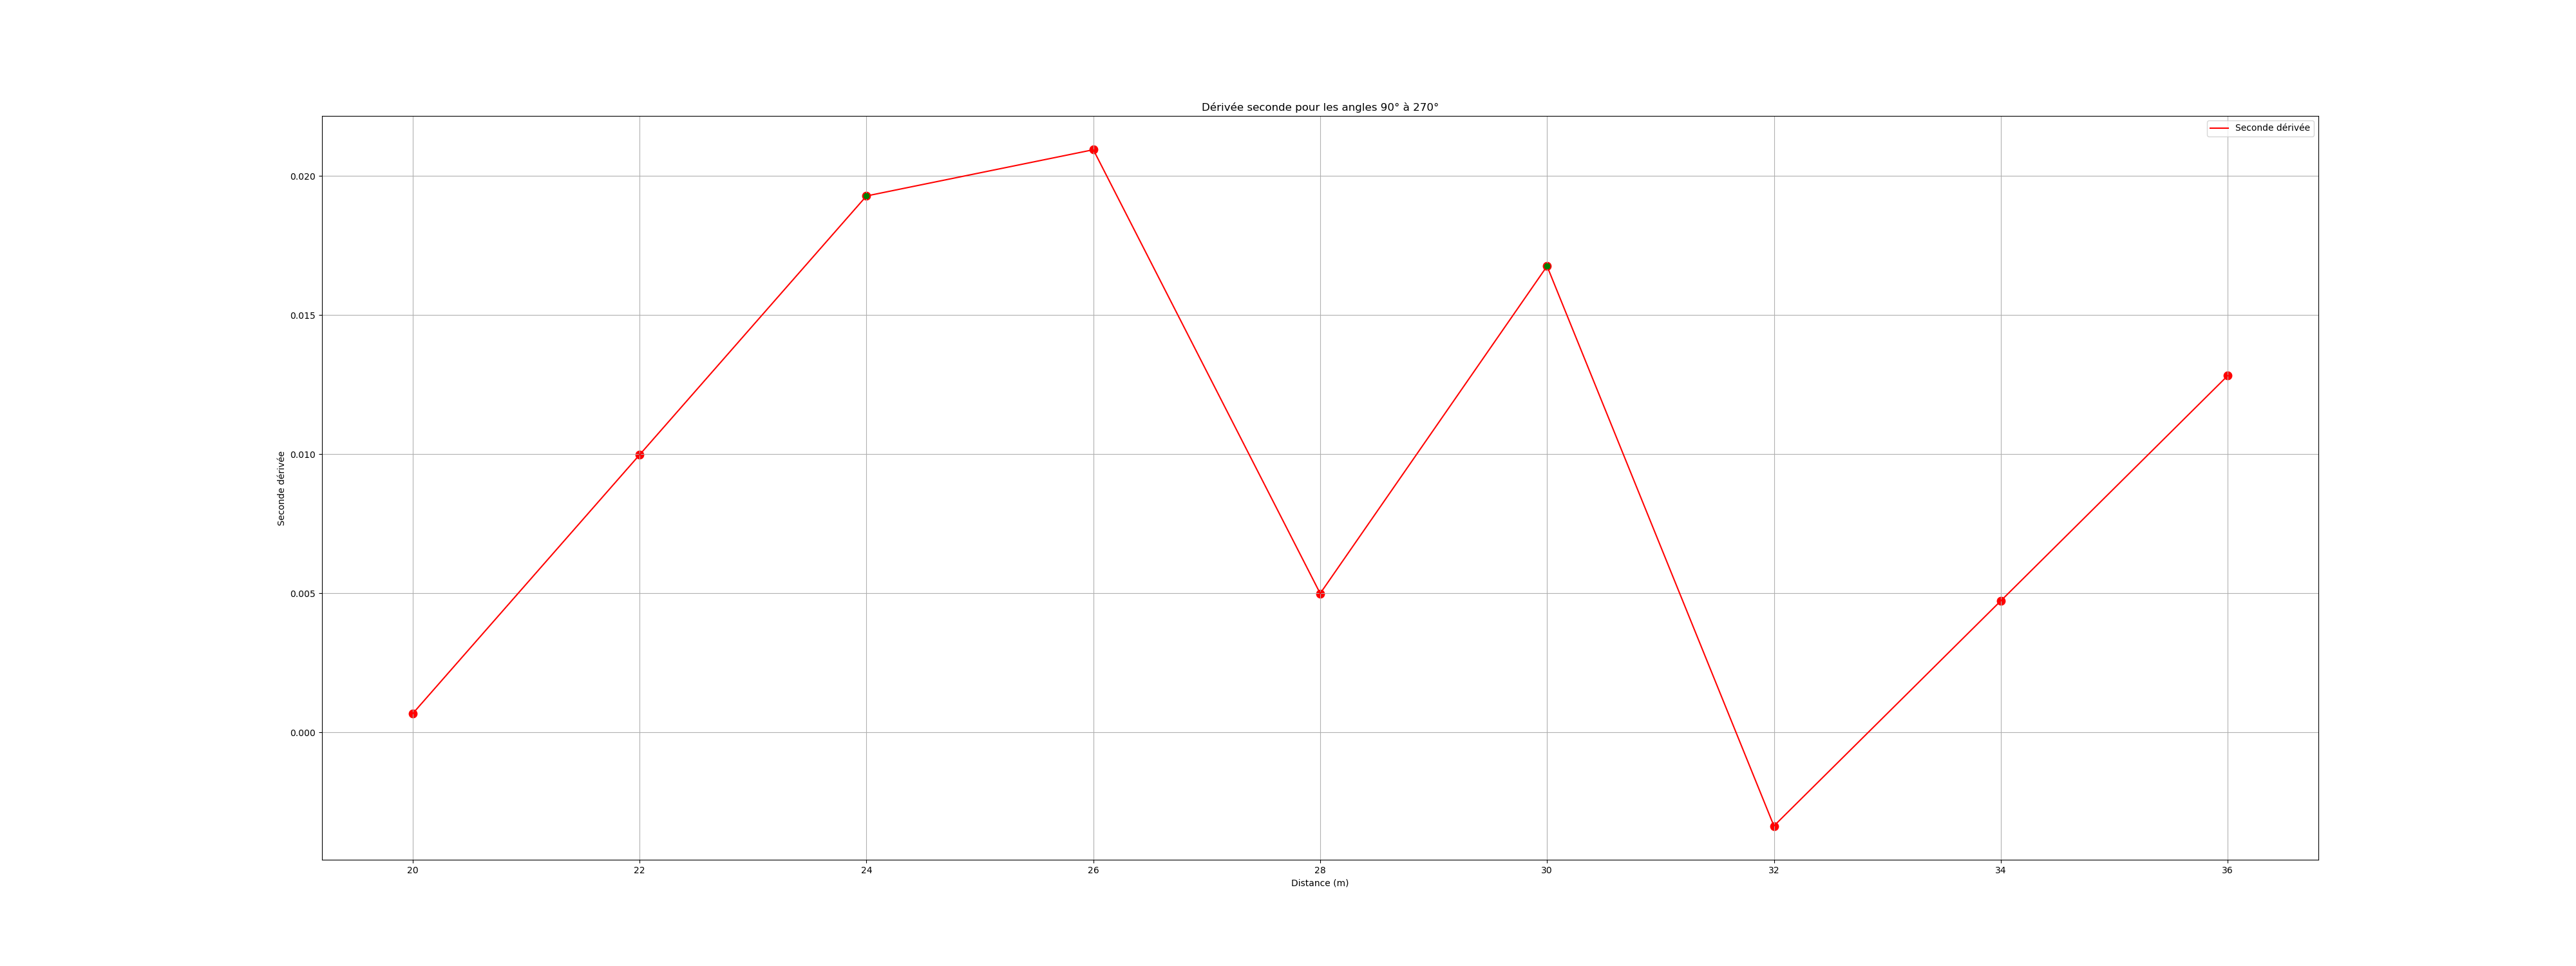 Dérivée seconde pour les angles 90° à 270°
Seconde dérivée
Seconde dérivée
0.020
0.015
0.010
0.005
0.000
20 22 24 26 28 30 32 34 36
Distance (m)